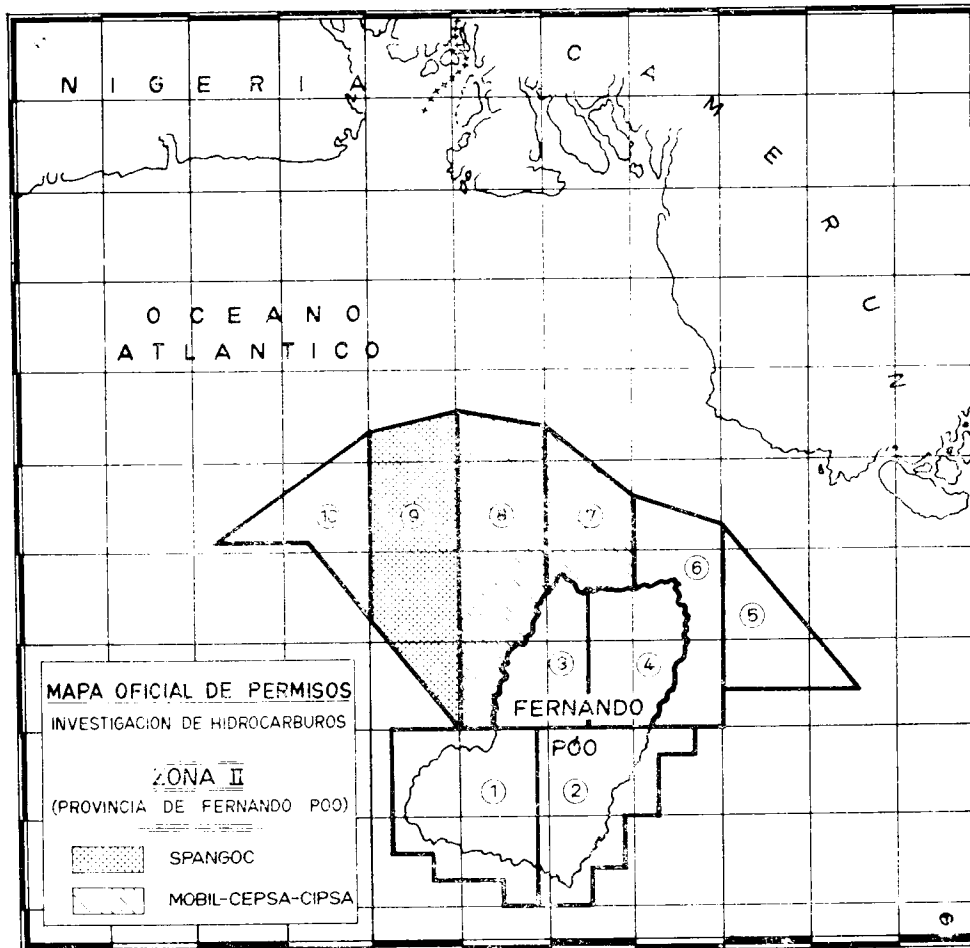 NIGERIA
CAMERUN
OCEANO
ATLANTICO
10
9
8
7
6
5
3
4
FERNANDO
POO
1
2
MAPA OFICIAL DE PERMISOS
INVESTIGACION DE HIDROCARBUROS
ZONA II
(PROVINCIA DE FERNANDO POO)
SPANGOC
MOBIL-CEPSA-CIPSA